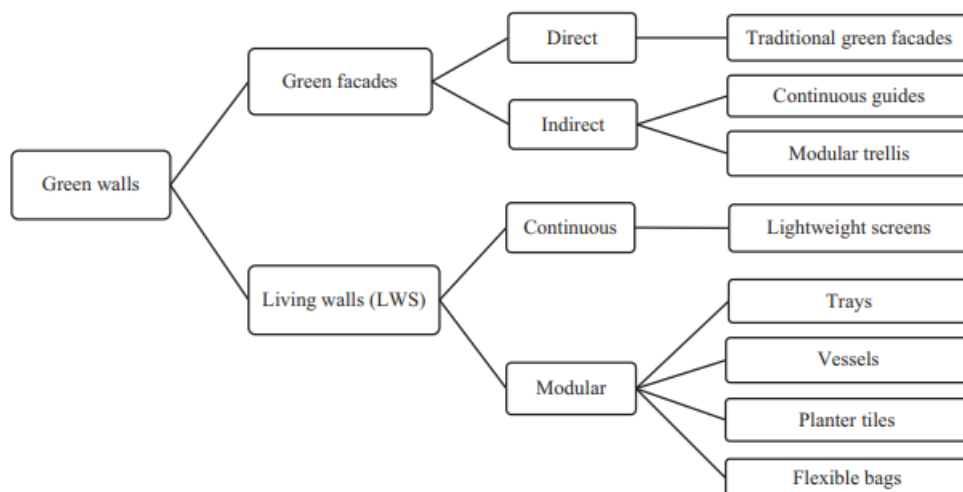 Green walls
Green facades
Direct
Traditional green facades
Indirect
Continuous guides
Modular trellis
Living walls (LWS)
Continuous
Lightweight screens
Modular
Trays
Vessels
Planter tiles
Flexible bags